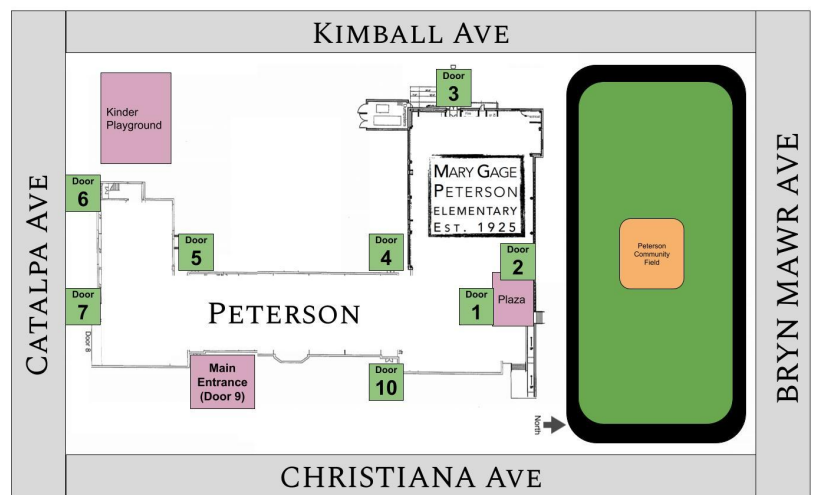 KIMBALL AVE
Door
3
Kinder
Playground
MARY GAGE
PETERSON
ELEMENTARY
EST. 1925
CATALPA AVE
Door
6
Door
5
Door
4
Door
2
Peterson
Community
Field
BRYN MAWR AVE
Door
7
PETERSON
Door
1
Plaza
Door 8
Main
Entrance
(Door 9)
Door
10
North
CHRISTIANA AVE